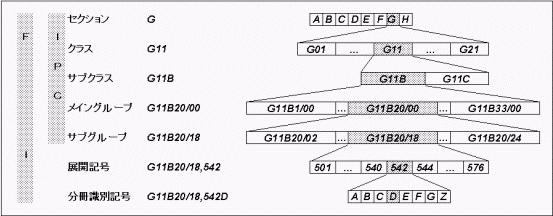 F
I
I
P
C
セクション G A B C D E F G H
クラス G11 G01 ... G11 ... G21
サブクラス G11B G11B G11C
メイングループ G11B20/00 G11B1/00 ... G11B20/00 ... G11B33/00
サブグループ G11B20/18 G11B20/02 ... G11B20/18 ... G11B20/24
展開記号 G11B20/18,542 501 ... 540 542 544 ... 576
分冊識別記号 G11B20/18,542D A B C D E F G Z